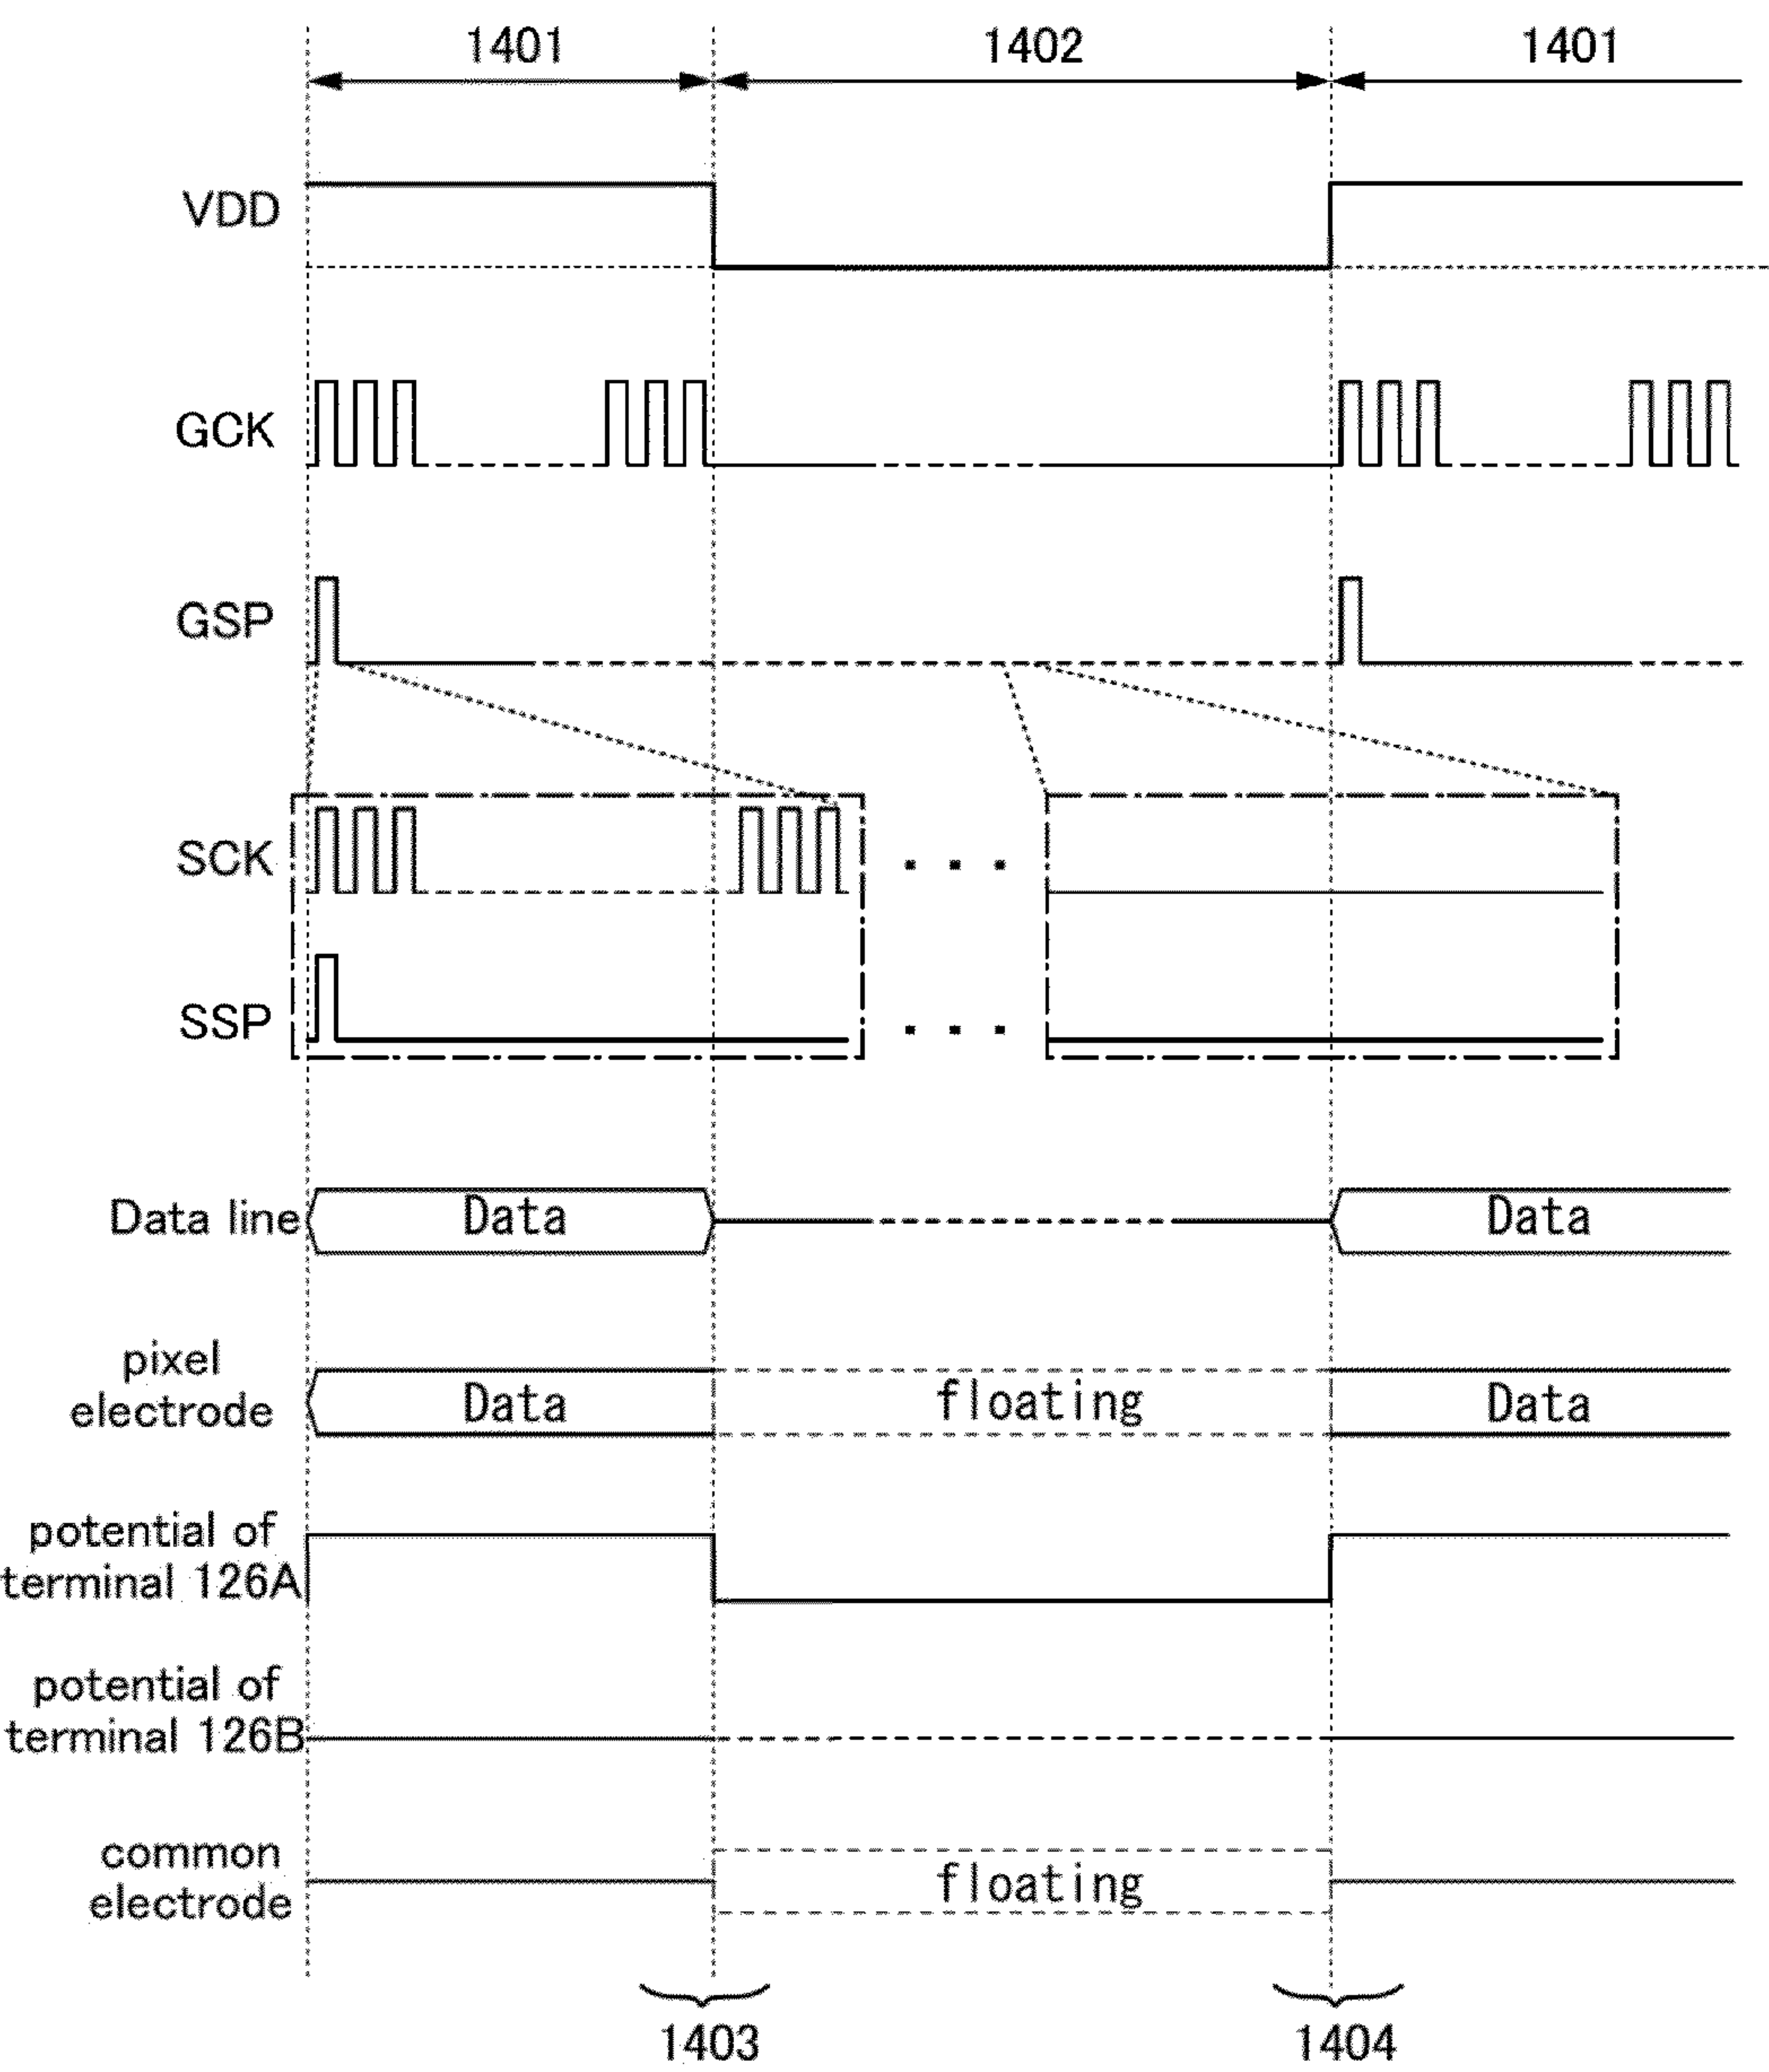 1401 1402 1401
VDD
GCK
GSP
SCK . . .
SSP . . .
Data line Data Data
pixel
electrode Data floating Data
potential of
terminal 126A
potential of
terminal 126B
common
electrode floating
1403 1404